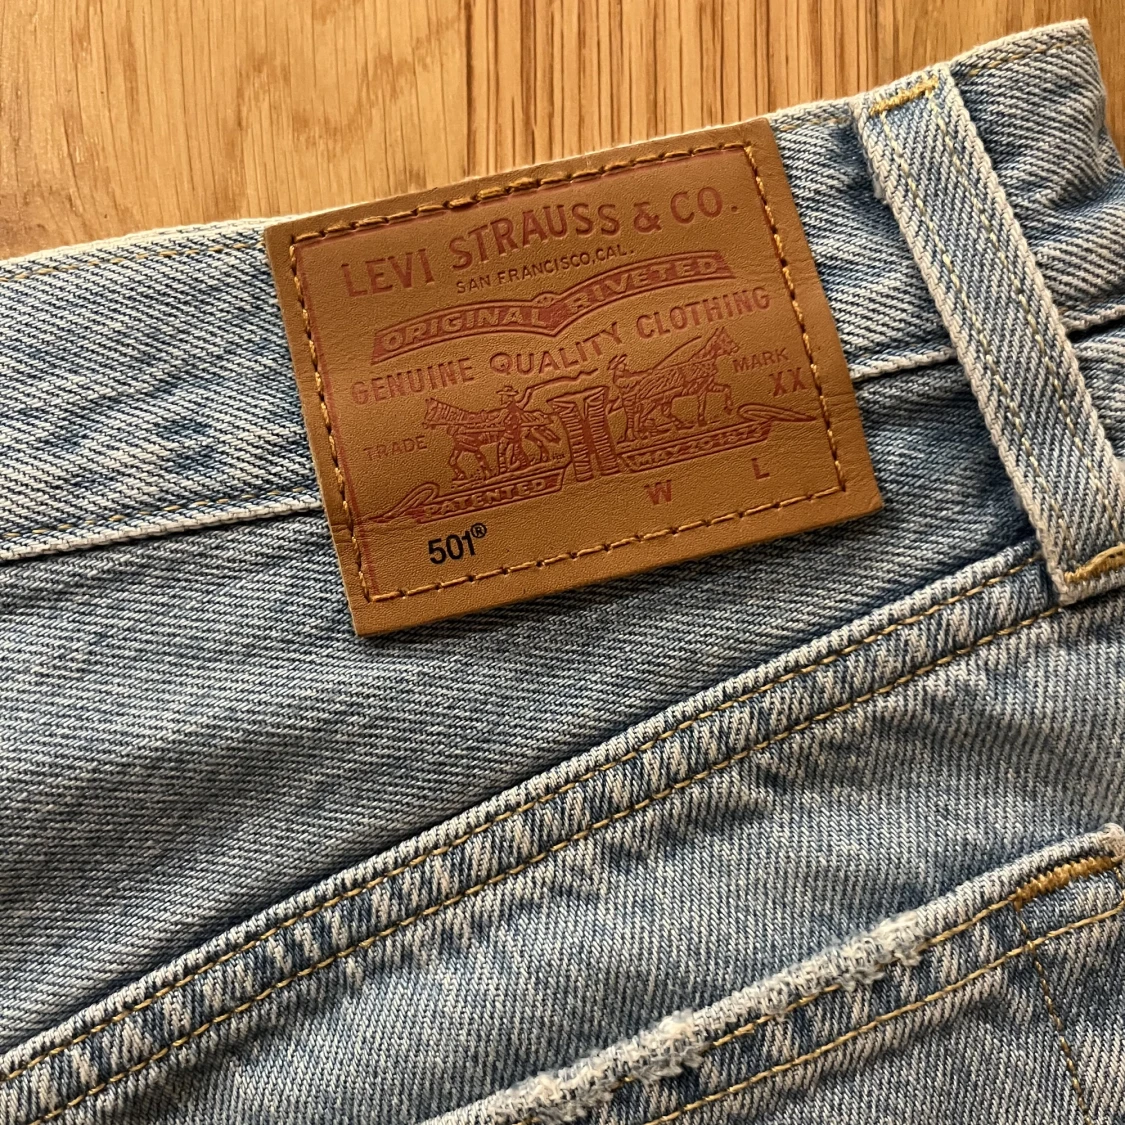 LEVI STRAUSS & CO.
SAN FRANCISCO, CAL.
ORIGINAL RIVETED
GENUINE QUALITY CLOTHING
TRADE MARK
XX
PATENTED MAY 20 1873
W L
501®